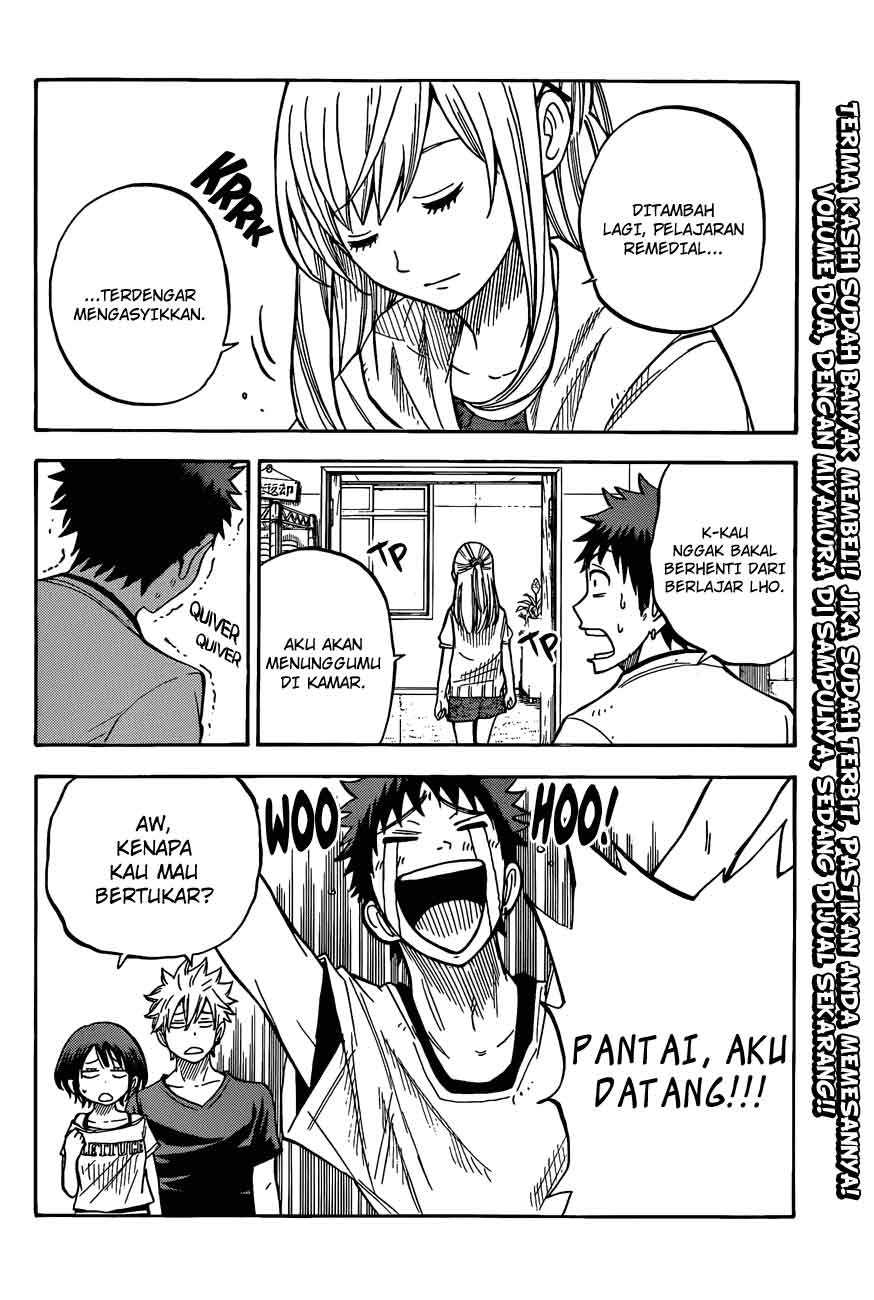 DITAMBAH
LAGI, PELAJARAN
REMEDIAL...
KRRK
...TERDENGAR
MENGASYIKKAN.
K-KAU
NGGAK BAKAL
BERHENTI DARI
BERLAJAR LHO.
TP
TP
AKU AKAN
MENUNGGUMU
DI KAMAR.
QUIVER
QUIVER
WOO
HOO!
PANTAI, AKU
DATANG!!!
AW,
KENAPA
KAU MAU
BERTUKAR?
LETTUCE
TERIMA KASIH SUDAH BANYAK MEMBELI! JIKA SUDAH TERBIT, PASTIKAN ANDA MEMESANNYA!
VOLUME DUA, DENGAN MIYAMURA DI SAMPULNYA, SEDANG DIJUAL SEKARANG!!